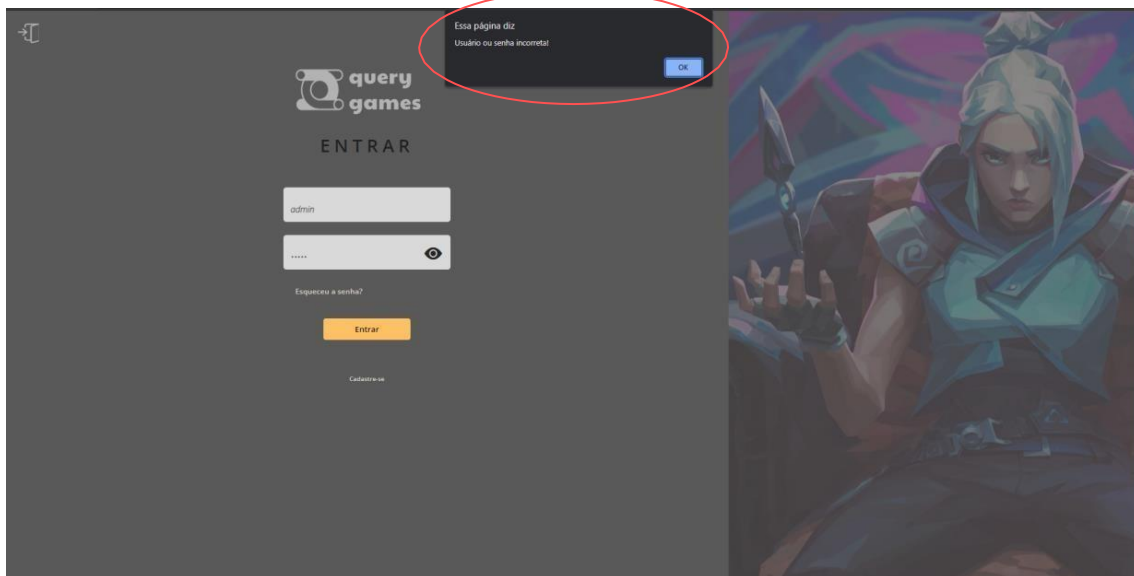 Essa página diz
Usuário ou senha incorreta!
OK
query
games
ENTRAR
admin
.....
Esqueceu a senha?
Entrar
Cadastre-se